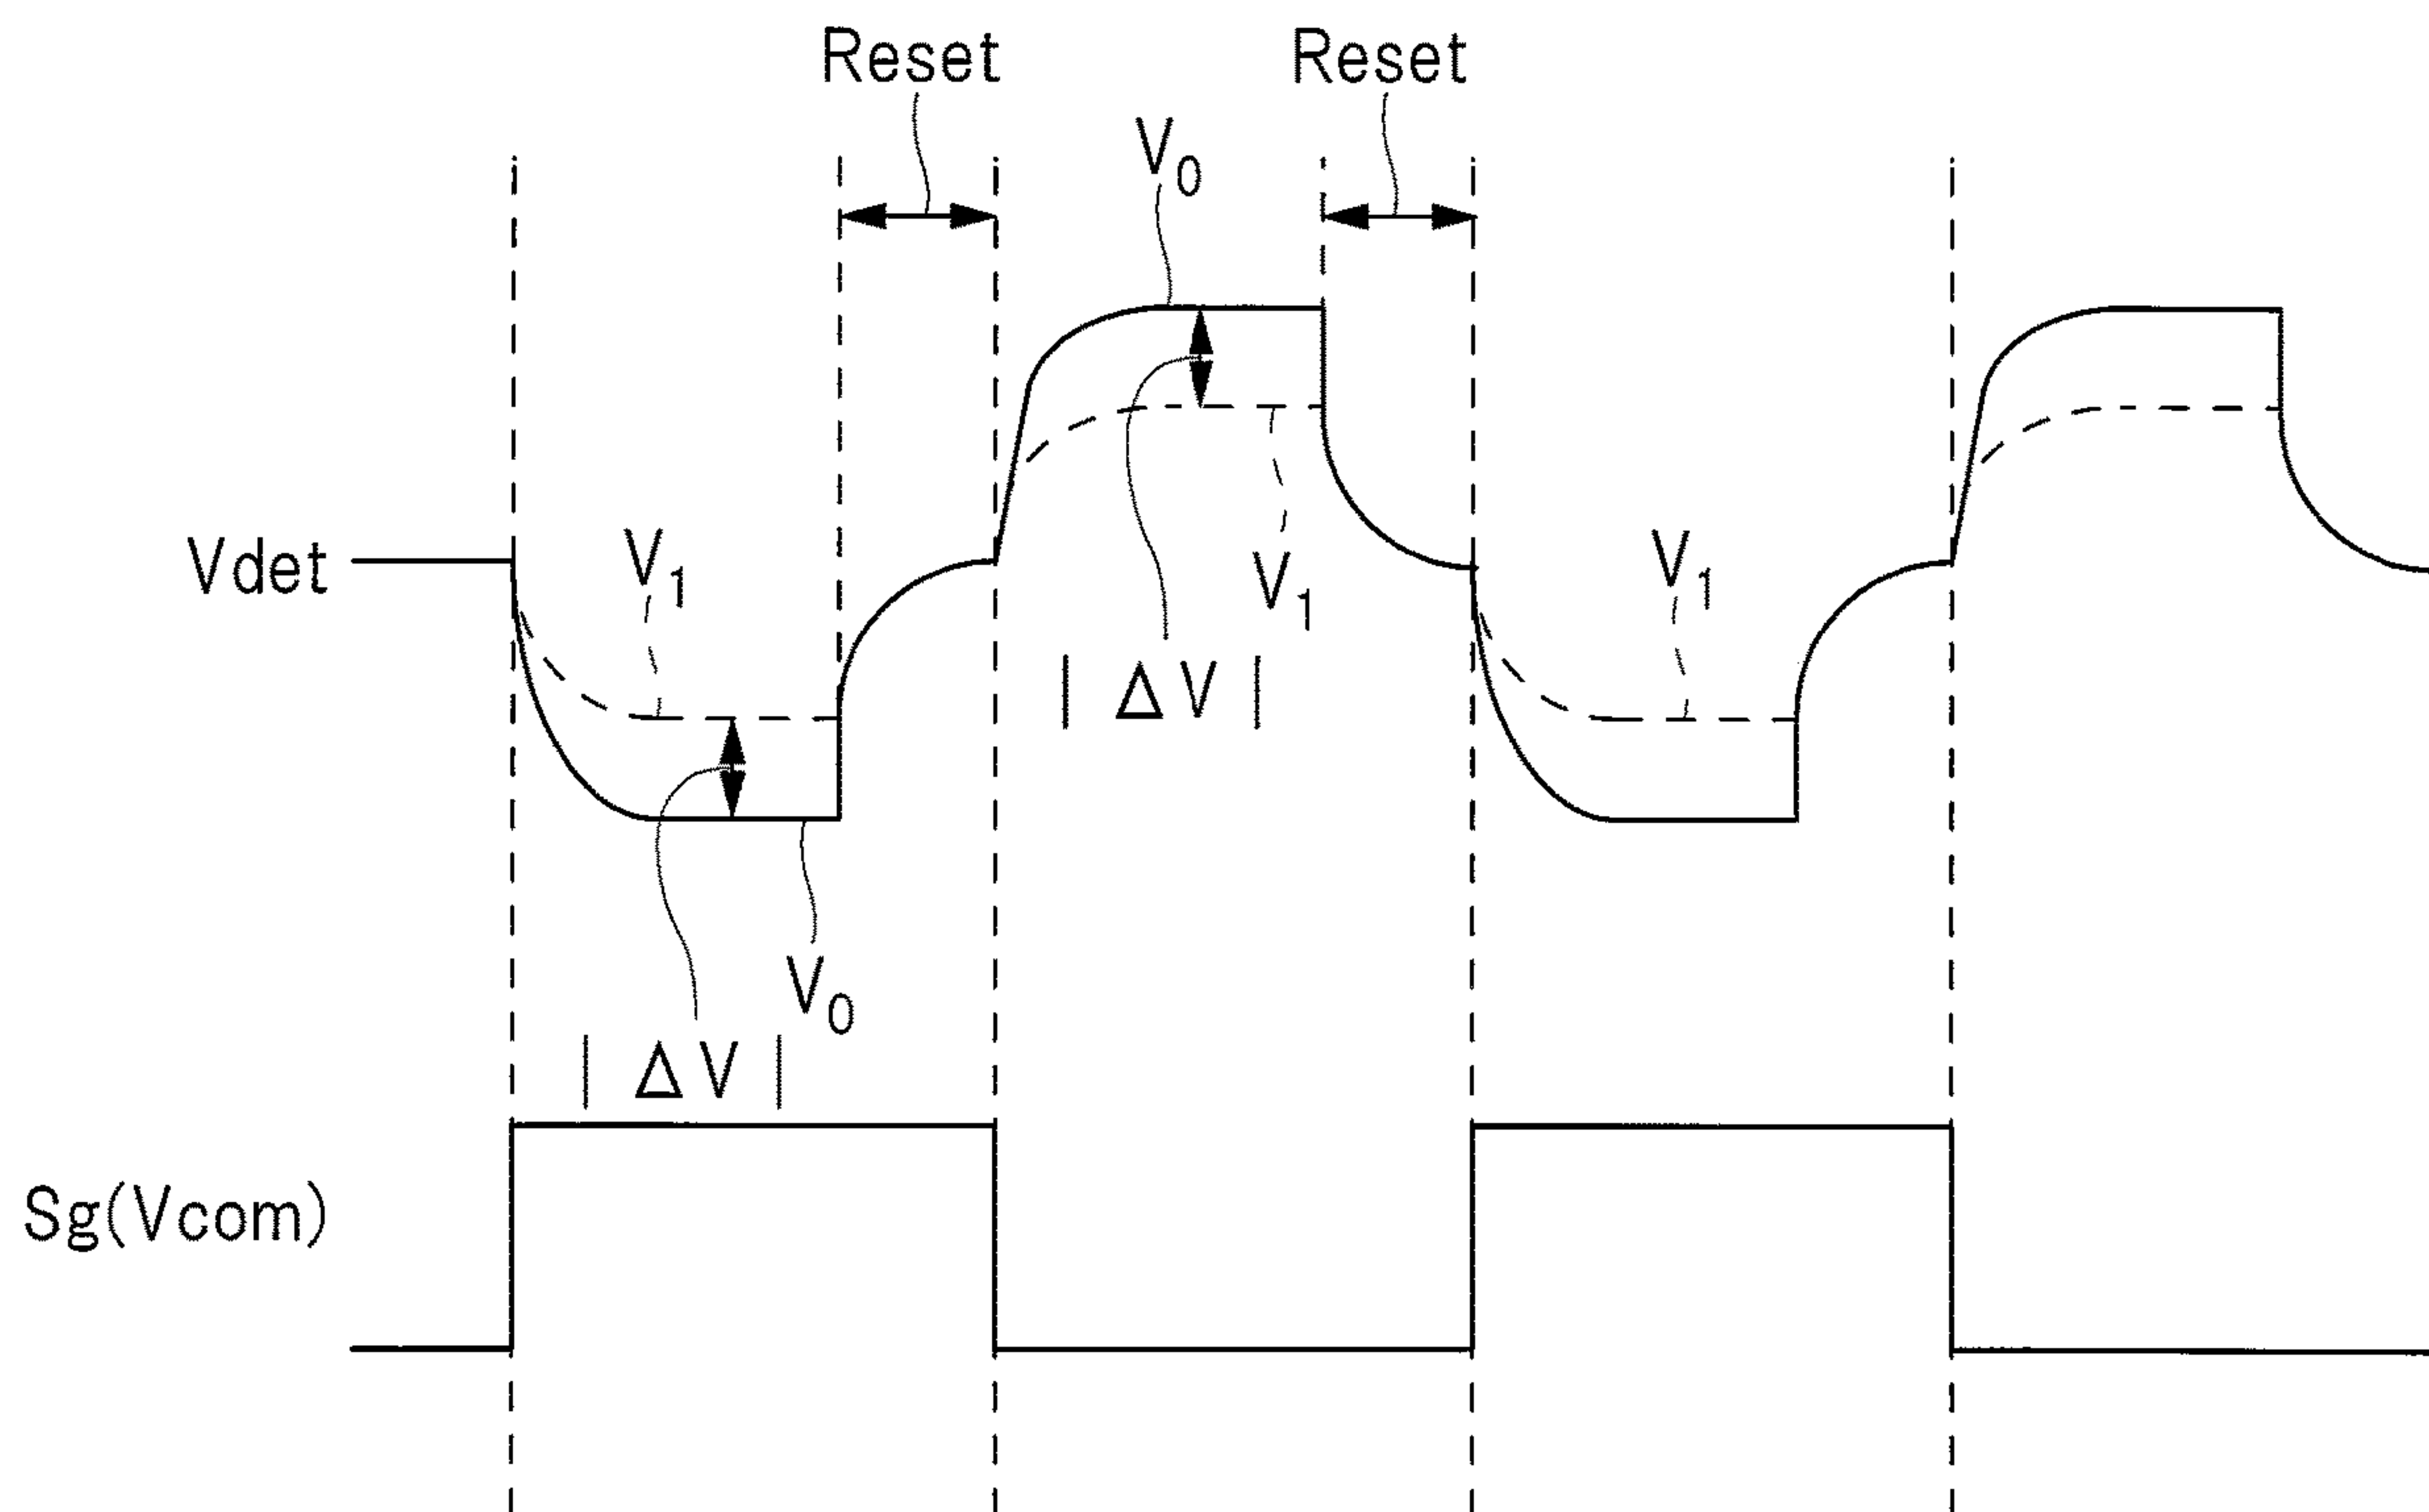 Reset
Reset
V0
Vdet
V1
V1
V1
| ΔV |
V0
| ΔV |
Sg(Vcom)